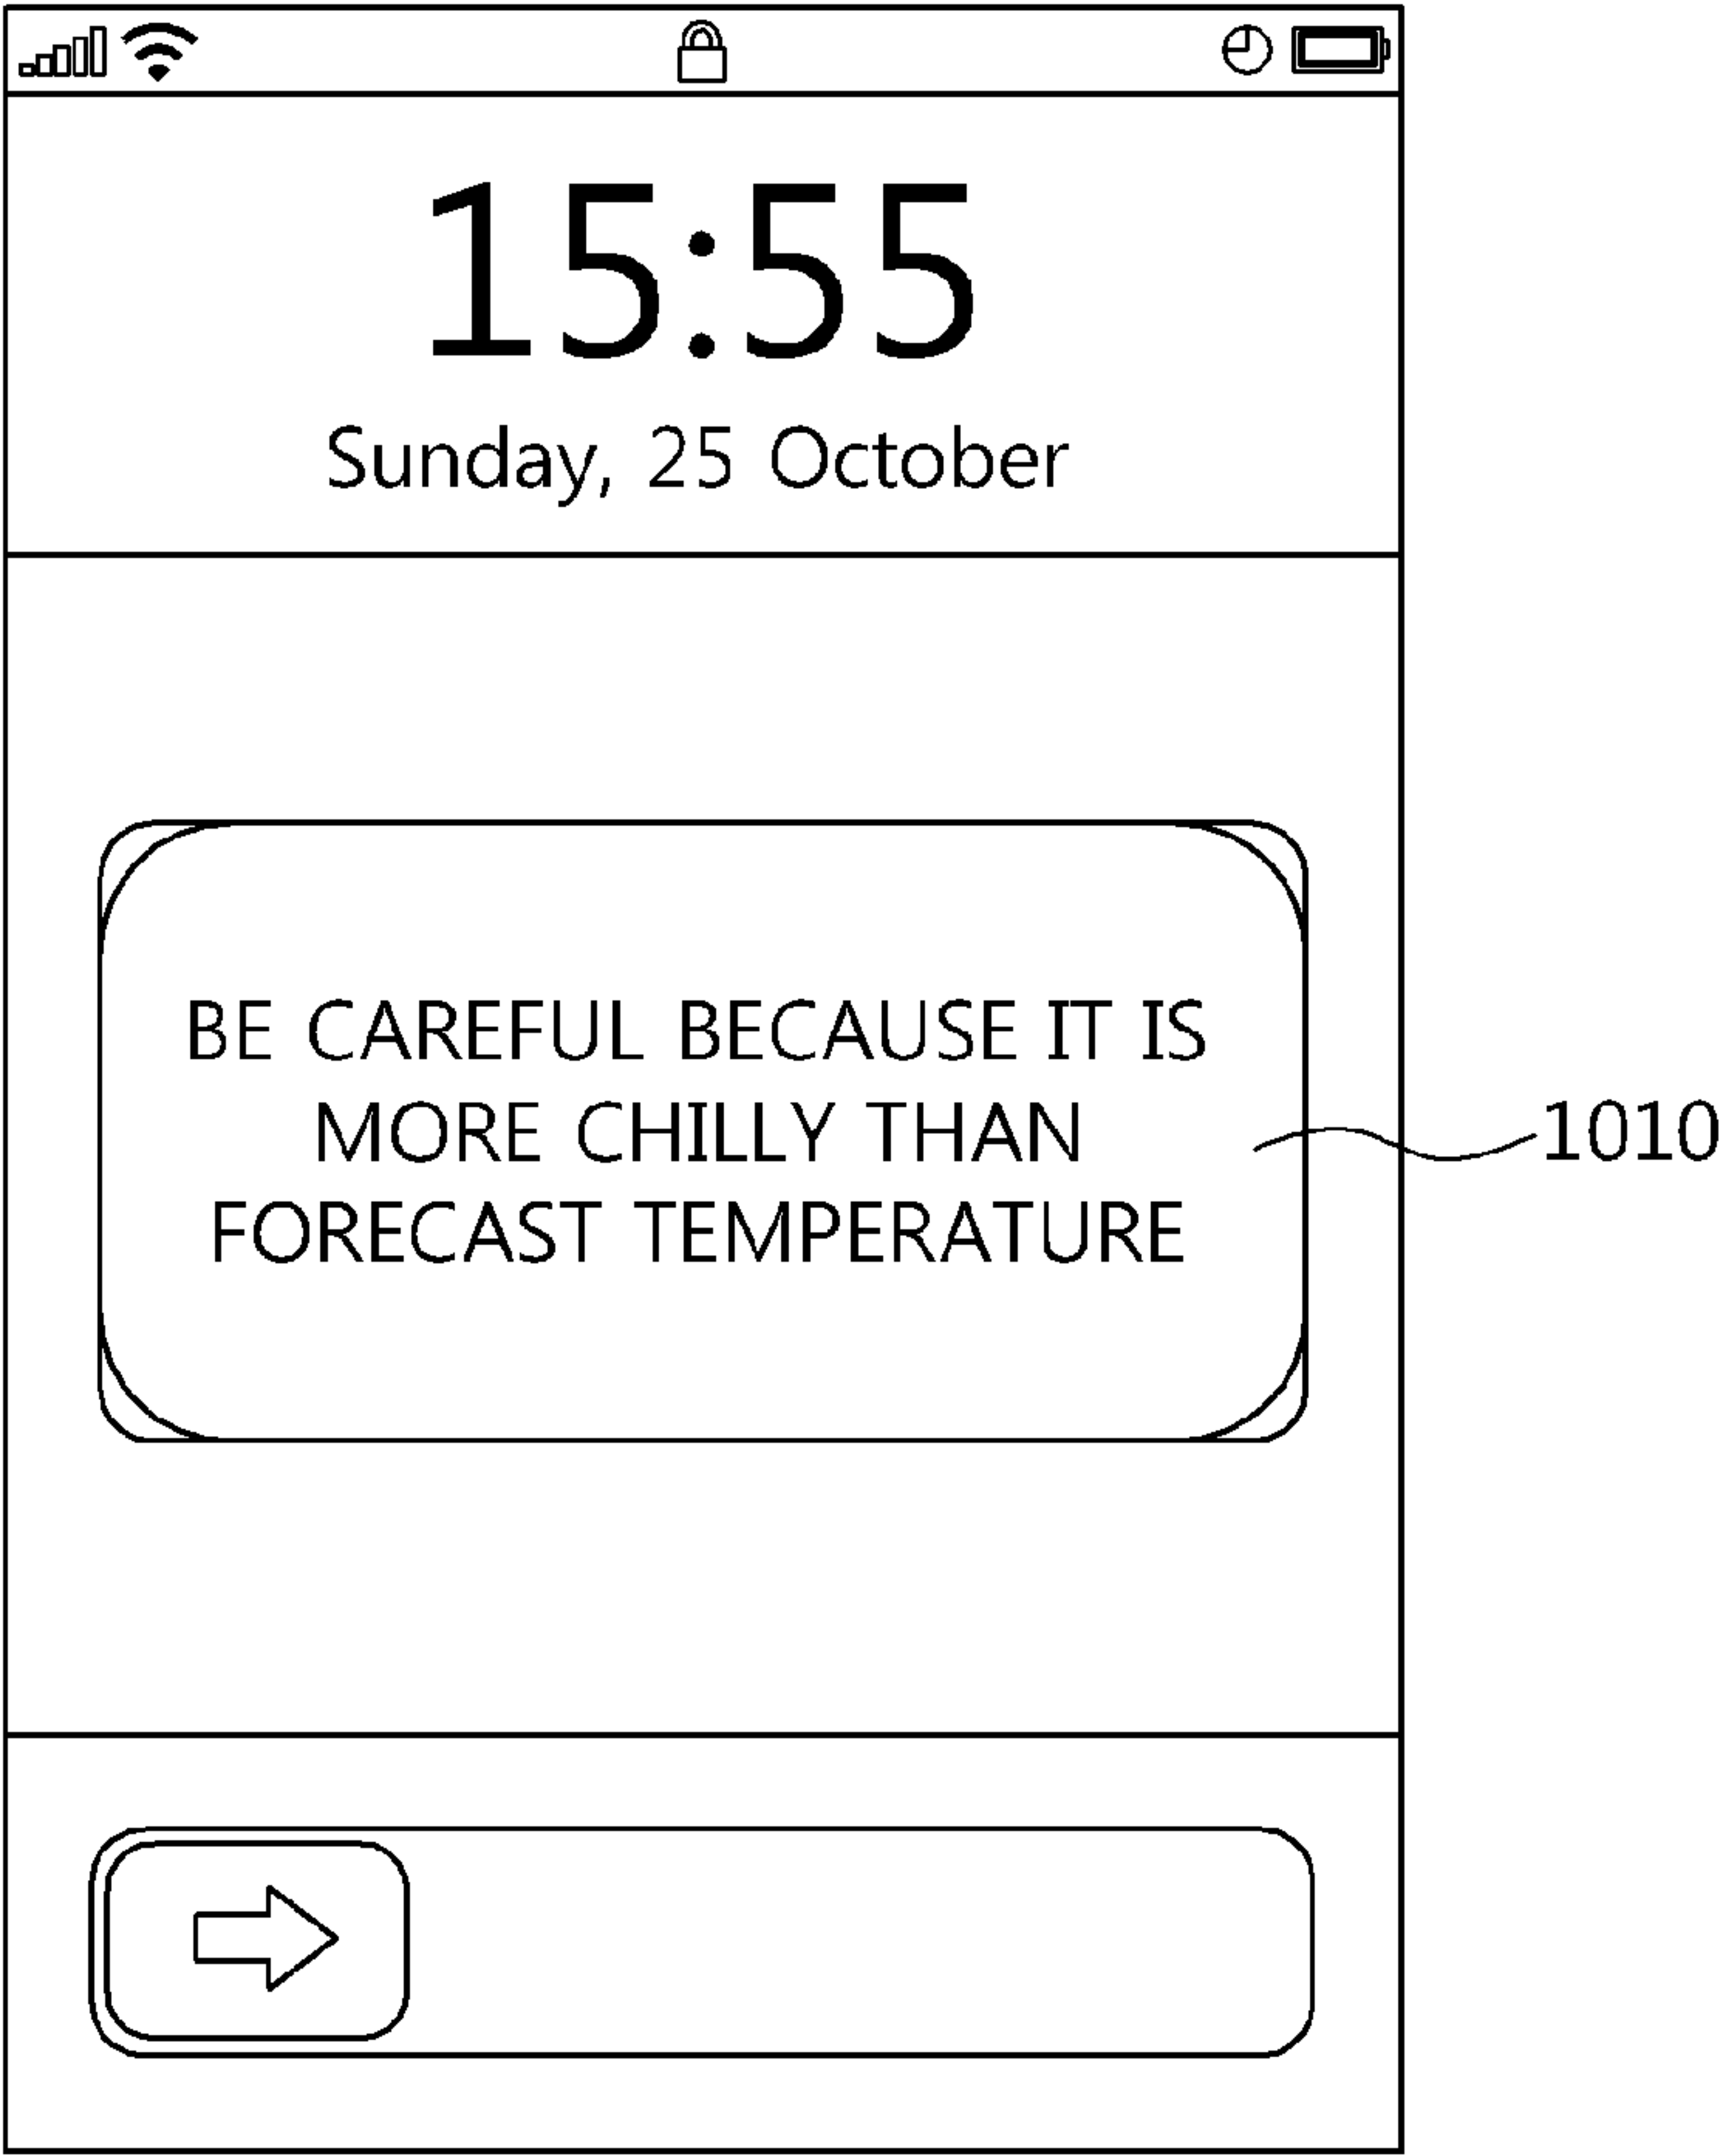 15:55
Sunday, 25 October
BE CAREFUL BECAUSE IT IS
MORE CHILLY THAN
FORECAST TEMPERATURE
1010